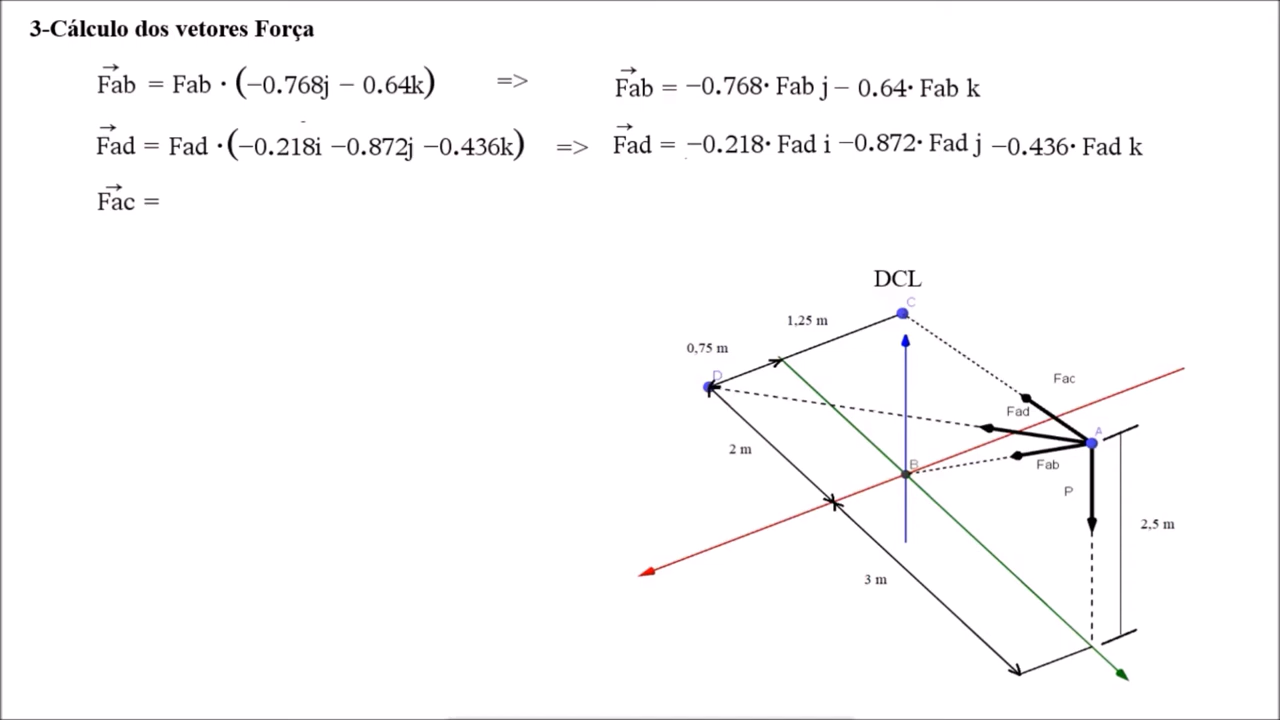 3-Cálculo dos vetores Força
Fab = Fab · (−0.768j − 0.64k) => Fab = −0.768· Fab j − 0.64· Fab k
Fad = Fad ·(−0.218i −0.872j −0.436k) => Fad = −0.218· Fad i −0.872· Fad j −0.436· Fad k
Fac =
DCL
C
1,25 m
0,75 m
D
Fac
Fad
A
2 m
B
Fab
P
2,5 m
3 m